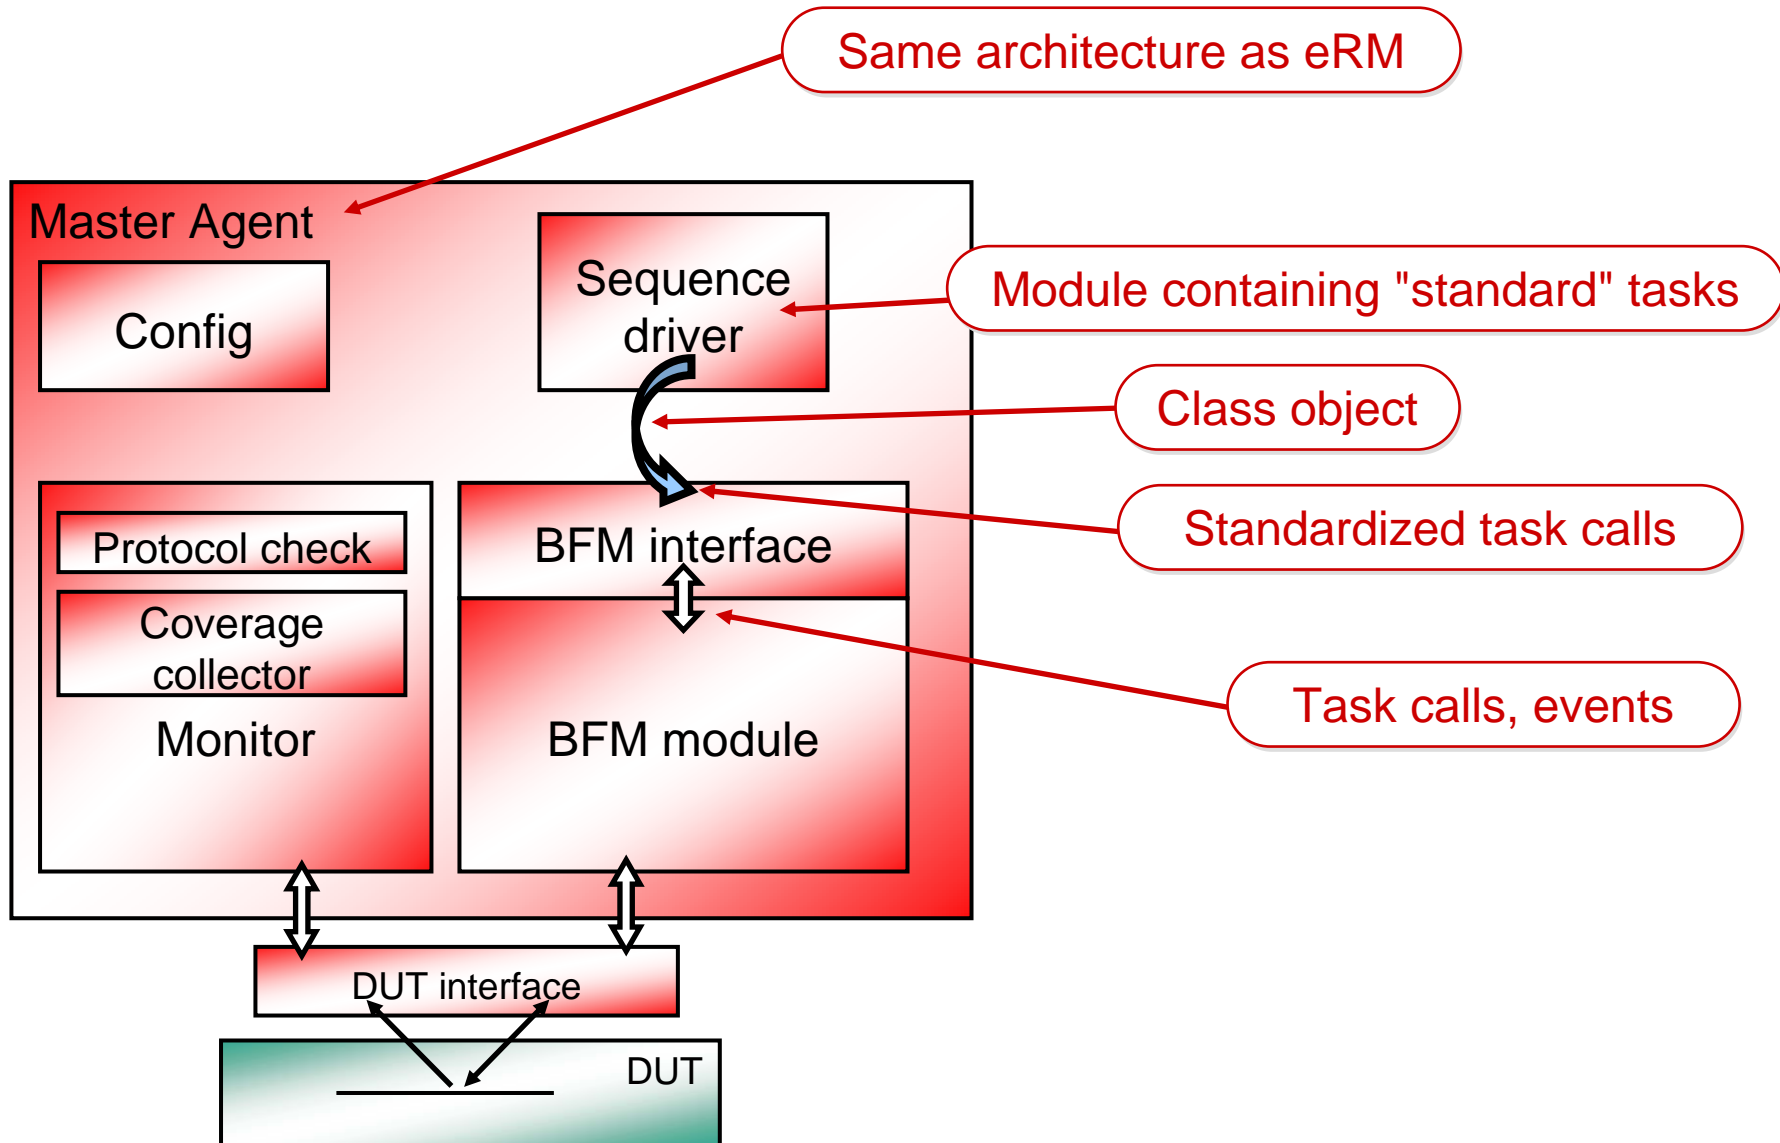 Same architecture as eRM
Master Agent
Sequence
driver
Config
Module containing "standard" tasks
Class object
Protocol check
BFM interface
Standardized task calls
Coverage
collector
Monitor
BFM module
Task calls, events
DUT interface
DUT